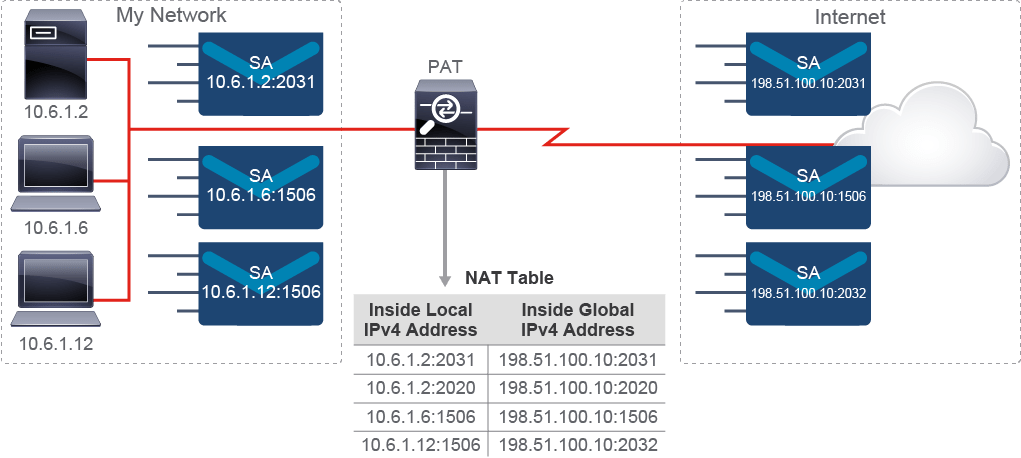 My Network
10.6.1.2
10.6.1.6
10.6.1.12
SA
10.6.1.2:2031
SA
10.6.1.6:1506
SA
10.6.1.12:1506
PAT
Internet
SA
198.51.100.10:2031
SA
198.51.100.10:1506
SA
198.51.100.10:2032
NAT Table
Inside Local IPv4 Address
Inside Global IPv4 Address
10.6.1.2:2031 198.51.100.10:2031
10.6.1.2:2020 198.51.100.10:2020
10.6.1.6:1506 198.51.100.10:1506
10.6.1.12:1506 198.51.100.10:2032